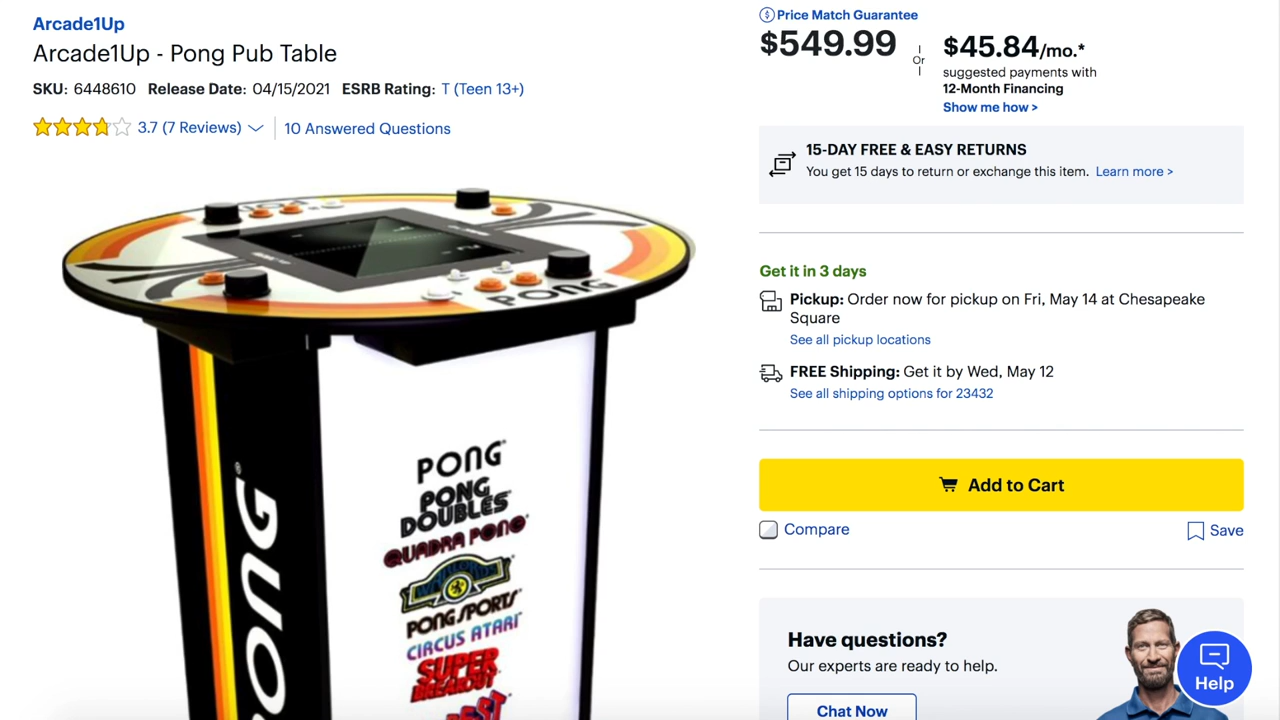 Arcade1Up
Arcade1Up - Pong Pub Table
SKU: 6448610 Release Date: 04/15/2021 ESRB Rating: T (Teen 13+)
3.7 (7 Reviews)
10 Answered Questions
PONG
PONG
PONG
PONG
DOUBLES
QUADRA PONG
WARLORDS
PONG SPORTS
CIRCUS ATARI
SUPER
BREAKOUT
PONG
Price Match Guarantee
$549.99
Or
$45.84/mo.*
suggested payments with
12-Month Financing
Show me how >
15-DAY FREE & EASY RETURNS
You get 15 days to return or exchange this item. Learn more >
Get it in 3 days
Pickup: Order now for pickup on Fri, May 14 at Chesapeake
Square
See all pickup locations
FREE Shipping: Get it by Wed, May 12
See all shipping options for 23432
Add to Cart
Compare
Save
Have questions?
Our experts are ready to help.
Chat Now
Help